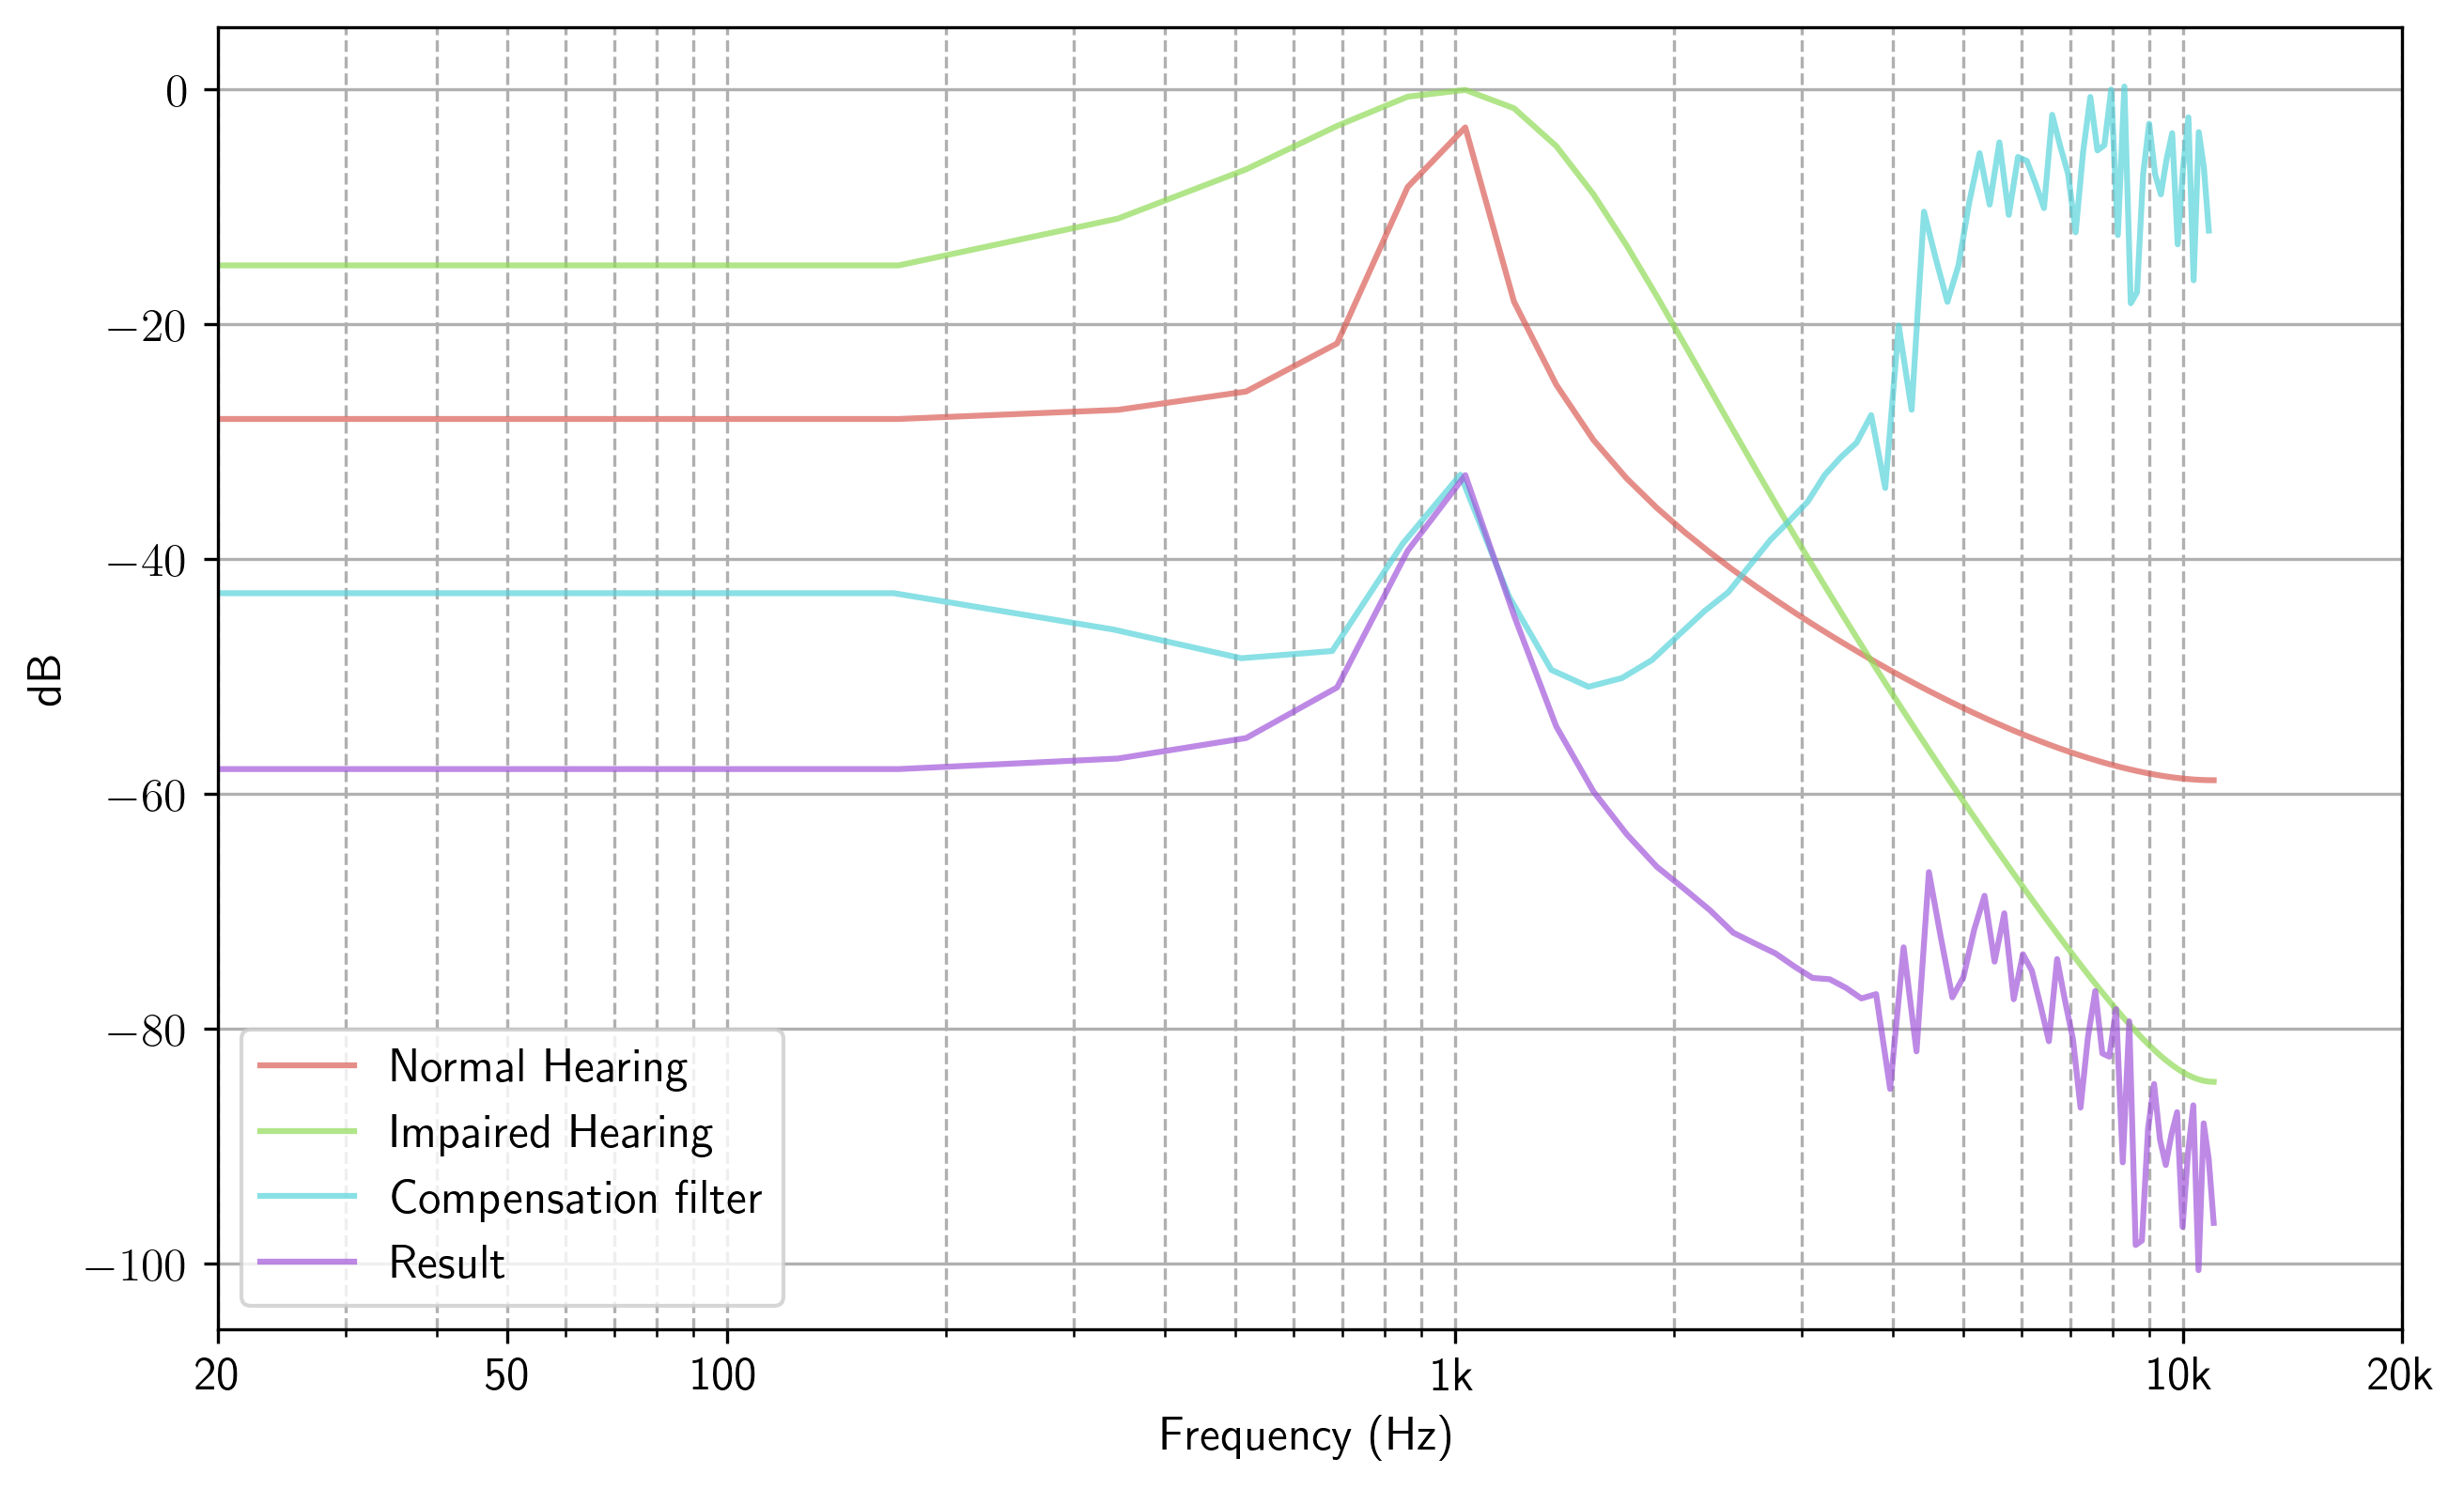 0
−20
−40
−60
−80
−100
dB
Normal Hearing
Impaired Hearing
Compensation filter
Result
20 50 100 1k 10k 20k
Frequency (Hz)